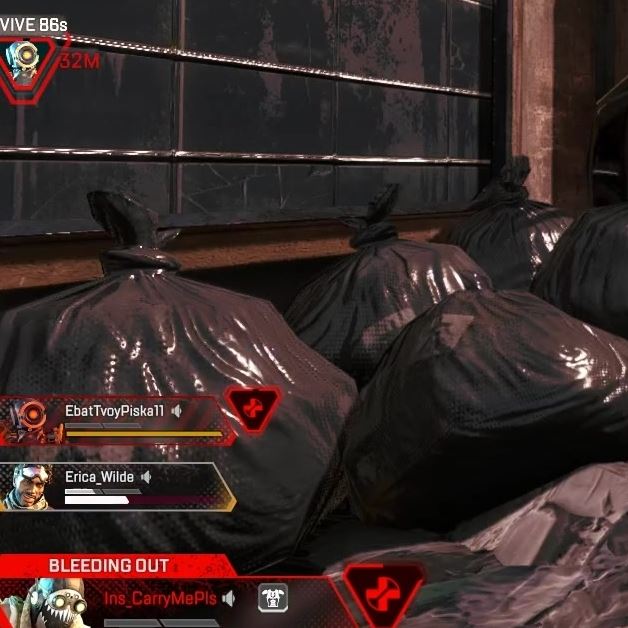 VIVE 86s
32M
EbatTvoyPiska11
Erica_Wilde
BLEEDING OUT
Ins_CarryMePls